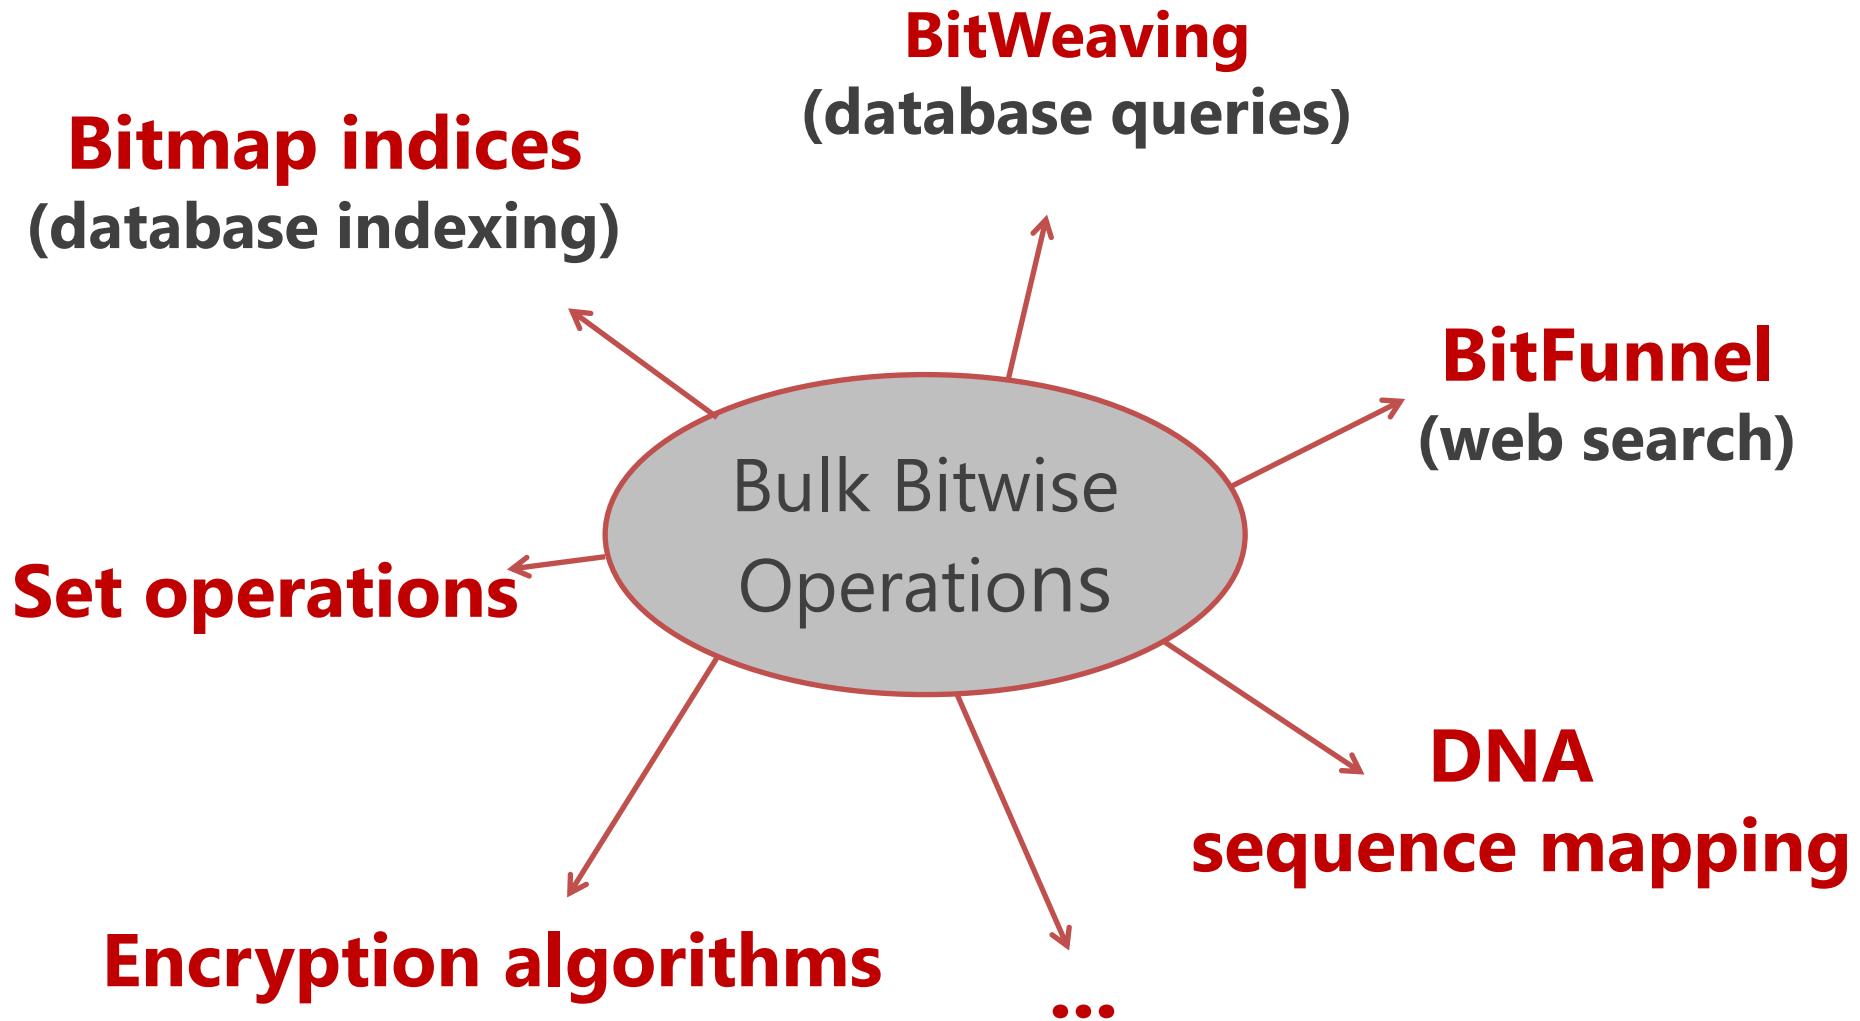 BitWeaving
(database queries)
Bitmap indices
(database indexing)
BitFunnel
(web search)
Bulk Bitwise
Operations
Set operations
DNA
sequence mapping
Encryption algorithms
...